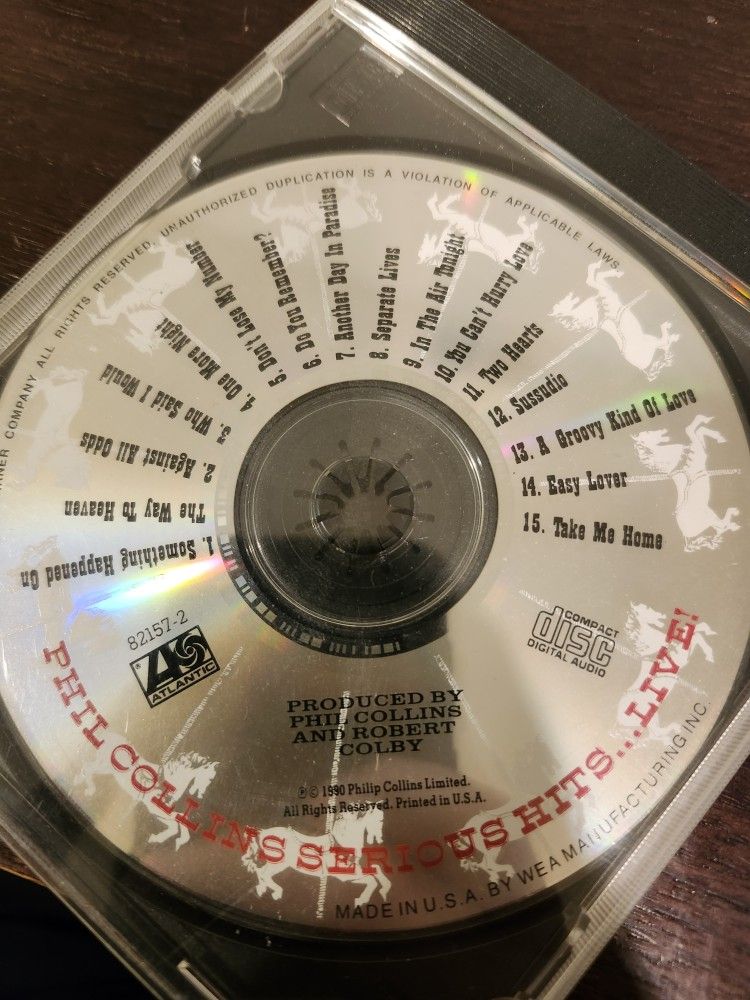 RNER COMPANY. ALL RIGHTS RESERVED. UNAUTHORIZED DUPLICATION IS A VIOLATION OF APPLICABLE LAWS
1. Something Happened On
The Way To Heaven
2. Against All Odds
3. Who Said I Would
4. One More Night
5. Don't Lose My Number
6. Do You Remember?
7. Another Day In Paradise
8. Separate Lives
9. In The Air Tonight
10. You Can't Hurry Love
11. Two Hearts
12. Sussudio
13. A Groovy Kind Of Love
14. Easy Lover
15. Take Me Home
82157-2
ATLANTIC
COMPACT
disc
DIGITAL AUDIO
PRODUCED BY
PHIL COLLINS
AND ROBERT
COLBY
℗© 1990 Philip Collins Limited.
All Rights Reserved. Printed in U.S.A.
PHIL COLLINS SERIOUS HITS...LIVE!
MADE IN U.S.A. BY WEA MANUFACTURING INC.